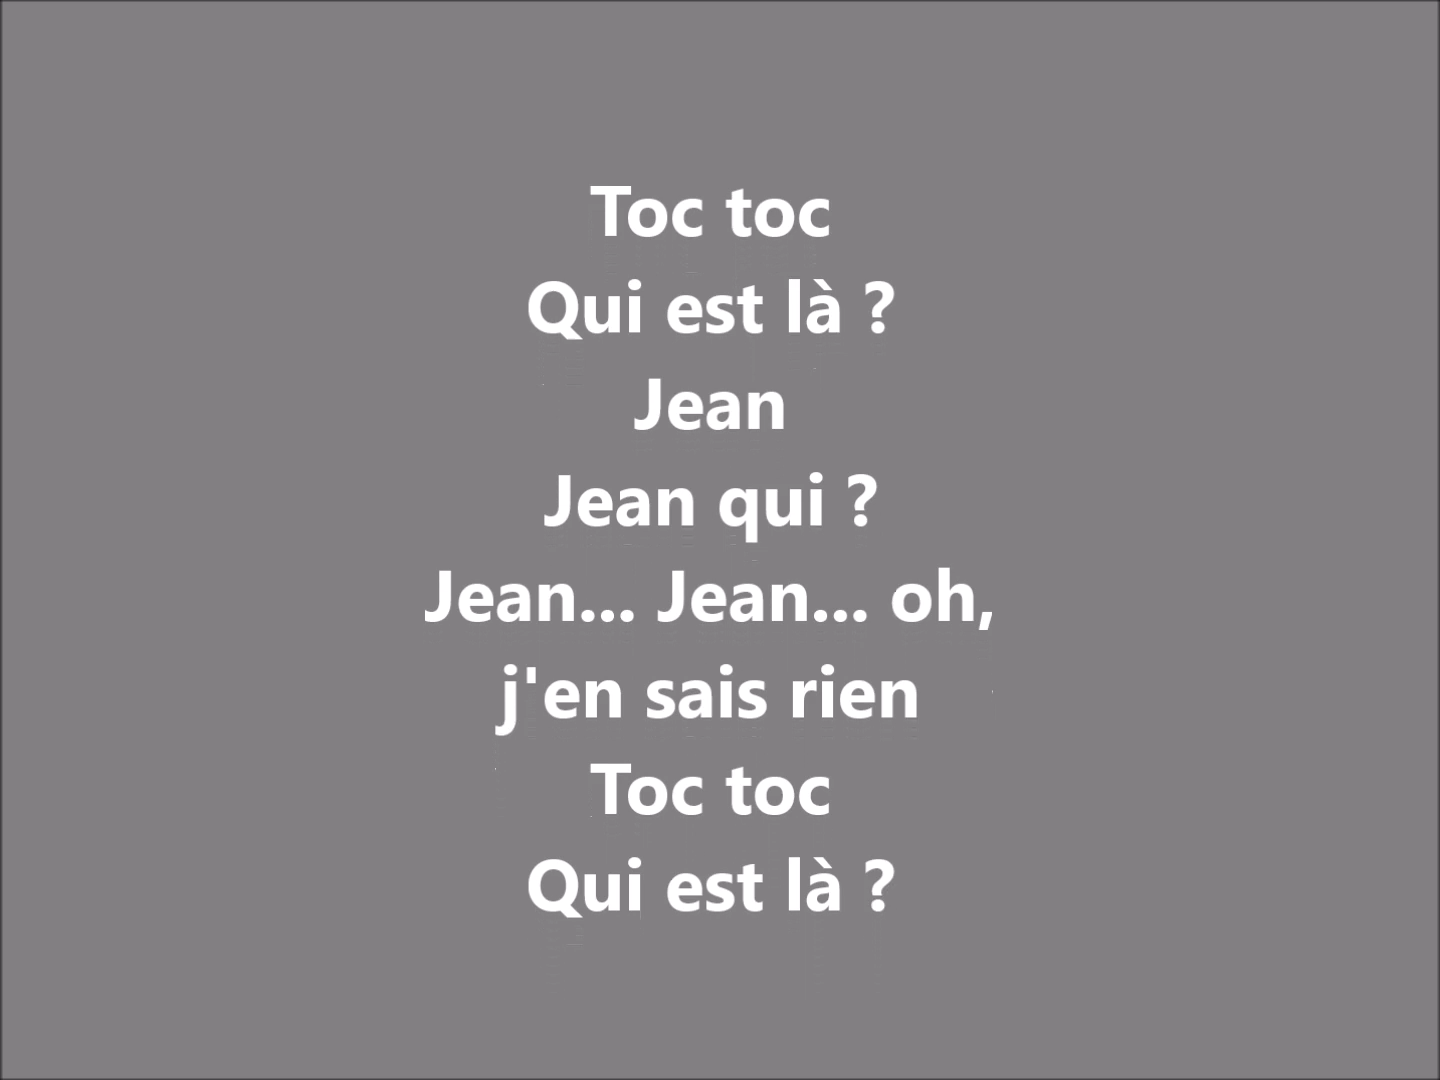 Toc toc
Qui est là ?
Jean
Jean qui ?
Jean... Jean... oh,
j'en sais rien
Toc toc
Qui est là ?